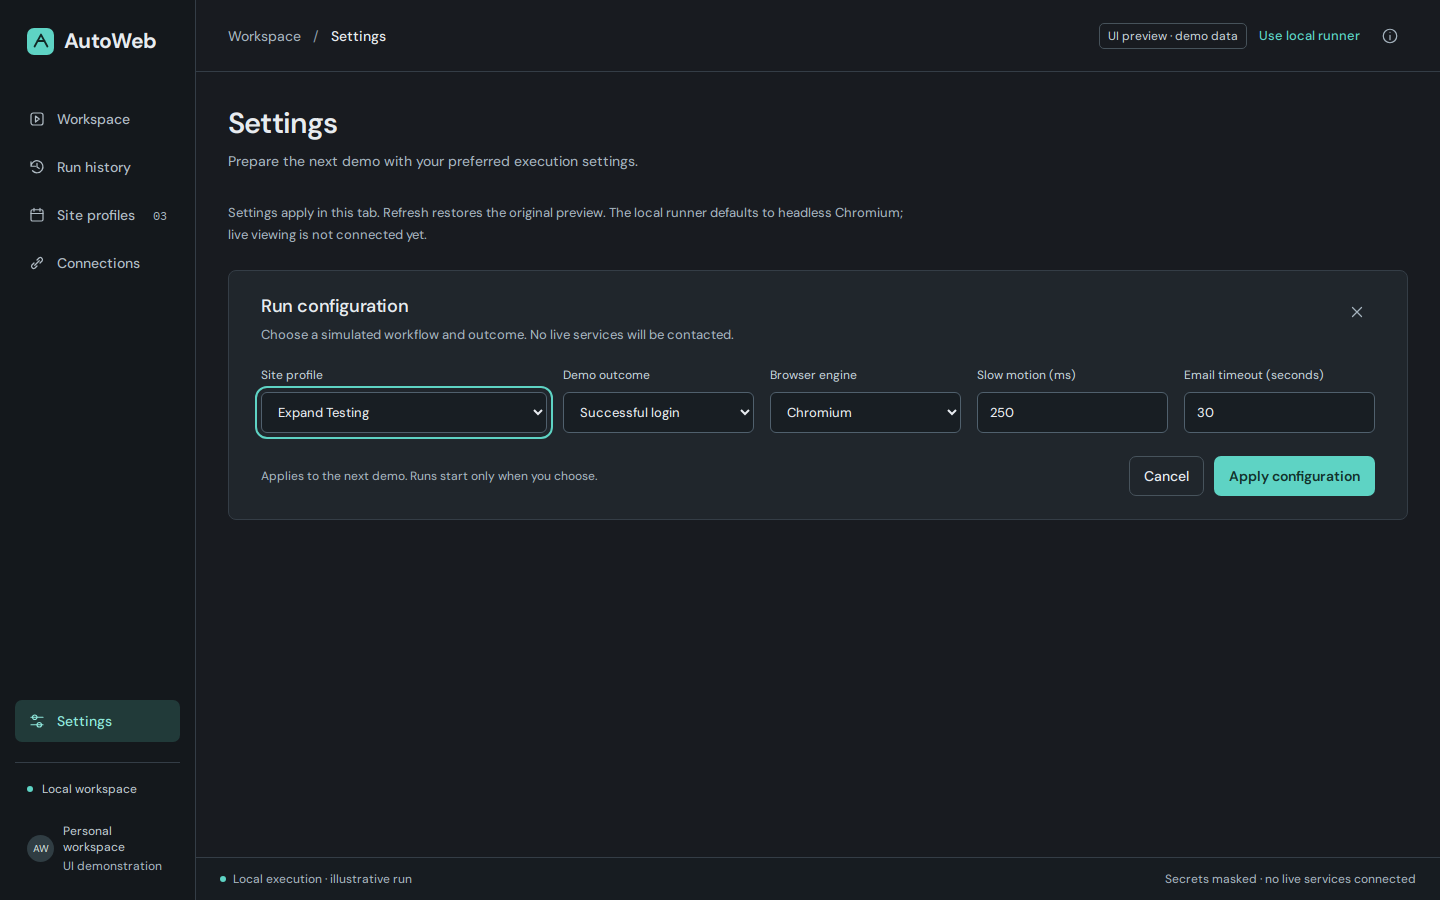 AutoWeb
Workspace / Settings
UI preview · demo data
Use local runner
Workspace
Run history
Site profiles 03
Connections
Settings
Prepare the next demo with your preferred execution settings.
Settings apply in this tab. Refresh restores the original preview. The local runner defaults to headless Chromium;
live viewing is not connected yet.
Run configuration
Choose a simulated workflow and outcome. No live services will be contacted.
Site profile
Demo outcome
Browser engine
Slow motion (ms)
Email timeout (seconds)
Expand Testing
Successful login
Chromium
250
30
Applies to the next demo. Runs start only when you choose.
Cancel
Apply configuration
Settings
Local workspace
AW
Personal
workspace
UI demonstration
Local execution · illustrative run
Secrets masked · no live services connected